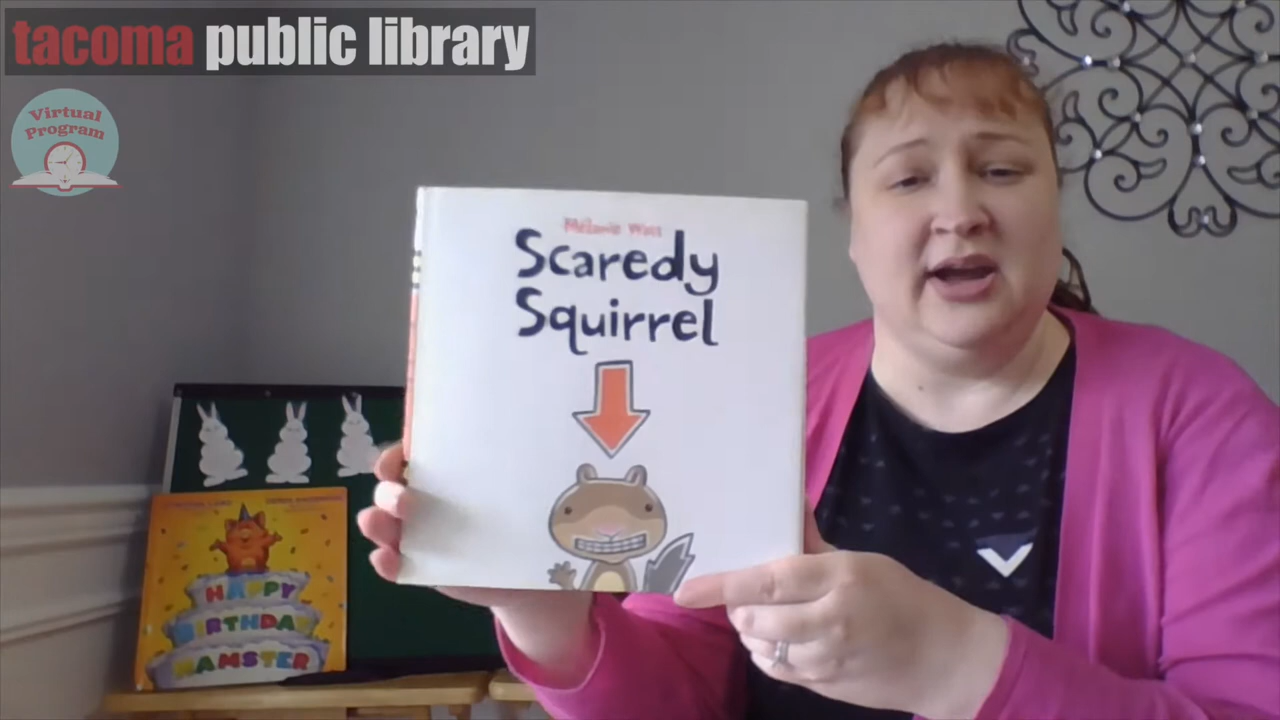 tacoma public library
Virtual
Program
Mélanie Watt
Scaredy
Squirrel
HAPPY
BIRTHDAY
HAMSTER